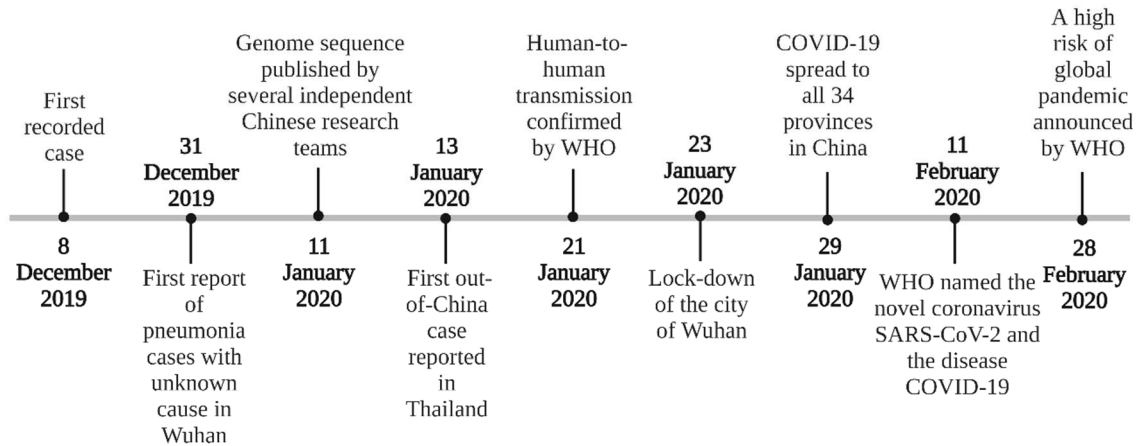 First
recorded
case
8
December
2019
31
December
2019
First report
of
pneumonia
cases with
unknown
cause in
Wuhan
Genome sequence
published by
several independent
Chinese research
teams
11
January
2020
13
January
2020
First out-
of-China
case
reported
in
Thailand
Human-to-
human
transmission
confirmed
by WHO
21
January
2020
23
January
2020
Lock-down
of the city
of Wuhan
COVID-19
spread to
all 34
provinces
in China
29
January
2020
11
February
2020
WHO named the
novel coronavirus
SARS-CoV-2 and
the disease
COVID-19
A high
risk of
global
pandemic
announced
by WHO
28
February
2020